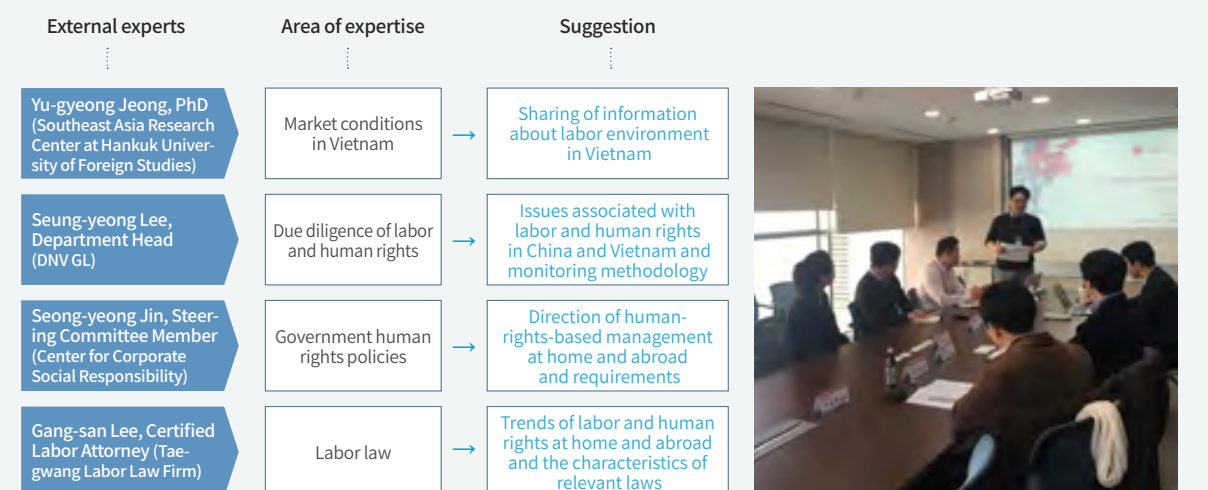 External experts
Area of expertise
Suggestion
Yu-gyeong Jeong, PhD
(Southeast Asia Research
Center at Hankuk Univer-
sity of Foreign Studies)
Market conditions
in Vietnam
→
Sharing of information
about labor environment
in Vietnam
Seung-yeong Lee,
Department Head
(DNV GL)
Due diligence of labor
and human rights
→
Issues associated with
labor and human rights
in China and Vietnam and
monitoring methodology
Seong-yeong Jin, Steer-
ing Committee Member
(Center for Corporate
Social Responsibility)
Government human
rights policies
→
Direction of human-
rights-based management
at home and abroad
and requirements
Gang-san Lee, Certified
Labor Attorney (Tae-
gwang Labor Law Firm)
Labor law
→
Trends of labor and human
rights at home and abroad
and the characteristics of
relevant laws